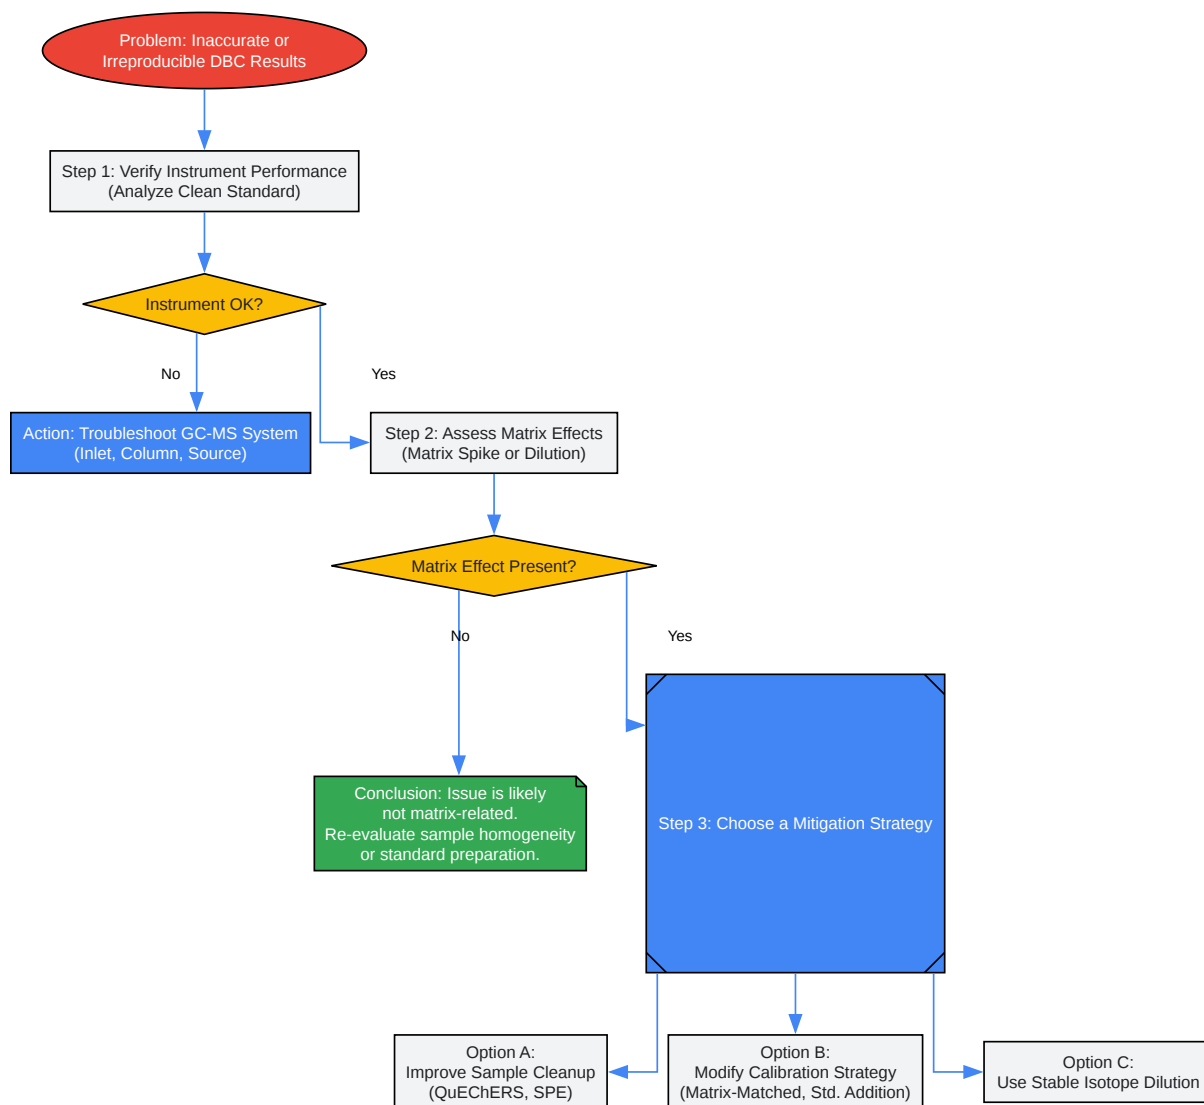 Problem: Inaccurate or
Irreproducible DBC Results
Step 1: Verify Instrument Performance
(Analyze Clean Standard)
Instrument OK?
No
Yes
Action: Troubleshoot GC-MS System
(Inlet, Column, Source)
Step 2: Assess Matrix Effects
(Matrix Spike or Dilution)
Matrix Effect Present?
No
Yes
Conclusion: Issue is likely
not matrix-related.
Re-evaluate sample homogeneity
or standard preparation.
Step 3: Choose a Mitigation Strategy
Option A:
Improve Sample Cleanup
(QuEChERS, SPE)
Option B:
Modify Calibration Strategy
(Matrix-Matched, Std. Addition)
Option C:
Use Stable Isotope Dilution